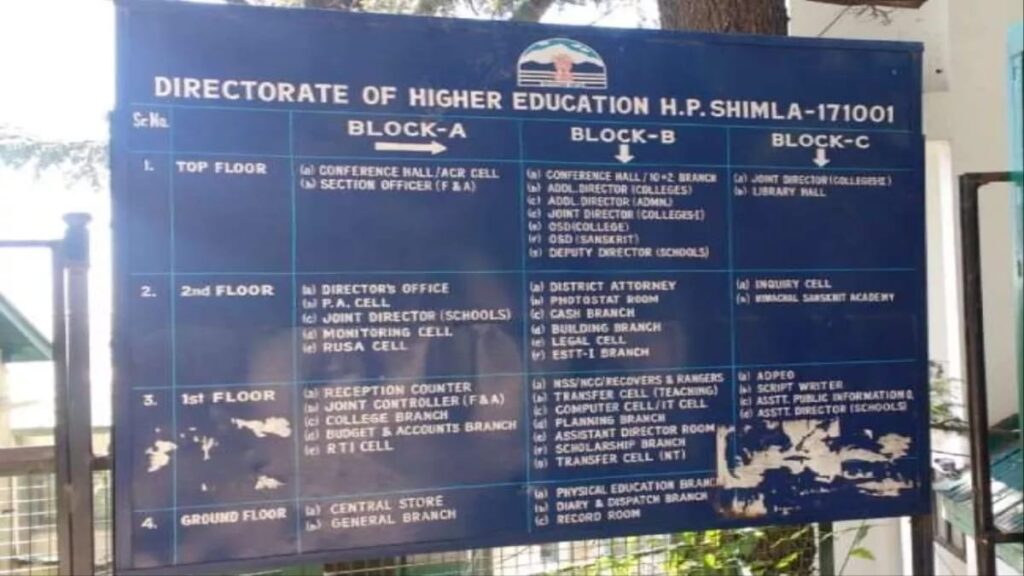 DIRECTORATE OF HIGHER EDUCATION H.P. SHIMLA-171001
Sr No.
BLOCK-A
BLOCK-B
BLOCK-C
1. TOP FLOOR
(a) CONFERENCE HALL/ACR CELL
(b) SECTION OFFICER (F & A)
(a) CONFERENCE HALL/10+2 BRANCH
(b) ADDL.DIRECTOR (COLLEGES)
(c) ADDL.DIRECTOR (ADMN.)
(d) JOINT DIRECTOR (COLLEGES-I)
(e) OSD(COLLEGE)
(f) OSD (SANSKRIT)
(g) DEPUTY DIRECTOR (SCHOOLS)
(a) JOINT DIRECTOR (COLLEGES-II)
(b) LIBRARY HALL
2. 2nd FLOOR
(a) DIRECTOR'S OFFICE
(b) P.A. CELL
(c) JOINT DIRECTOR (SCHOOLS)
(d) MONITORING CELL
(e) RUSA CELL
(a) DISTRICT ATTORNEY
(b) PHOTOSTAT ROOM
(c) CASH BRANCH
(d) BUILDING BRANCH
(e) LEGAL CELL
(f) ESTT-I BRANCH
(a) INQUIRY CELL
(b) HIMACHAL SANSKRIT ACADEMY
3. 1st FLOOR
(a) RECEPTION COUNTER
(b) JOINT CONTROLLER (F & A)
(c) COLLEGE BRANCH
(d) BUDGET & ACCOUNTS BRANCH
(e) RTI CELL
(a) NSS/NCC/RECOVERS & RANGERS
(b) TRANSFER CELL (TEACHING)
(c) COMPUTER CELL/IT CELL
(d) PLANNING BRANCH
(e) ASSISTANT DIRECTOR ROOM
(f) SCHOLARSHIP BRANCH
(g) TRANSFER CELL (NT)
(a) ADPEO
(b) SCRIPT WRITER
(c) ASSTT. PUBLIC INFORMATION O.
(d) ASSTT. DIRECTOR (SCHOOLS)
4. GROUND FLOOR
(a) CENTRAL STORE
(b) GENERAL BRANCH
(a) PHYSICAL EDUCATION BRANCH
(b) DIARY & DISPATCH BRANCH
(c) RECORD ROOM